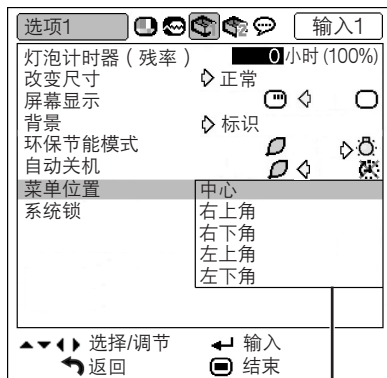 选项1 输入1
灯泡计时器(残率) 0小时(100%)
改变尺寸 正常
屏幕显示
背景 标识
环保节能模式
自动关机
菜单位置 中心
系统锁 右上角
右下角
左上角
左下角
选择/调节 输入
返回 结束